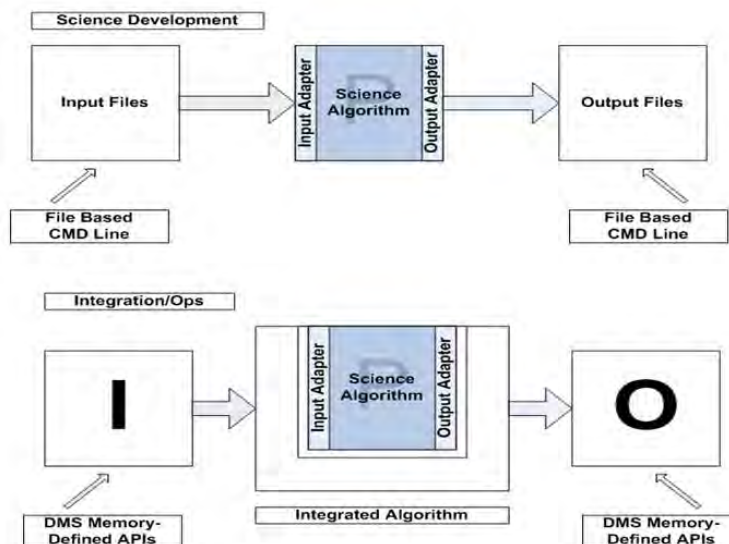 Science Development
Input Files
Input Adapter
P
Science
Algorithm
Output Adapter
Output Files
File Based
CMD Line
File Based
CMD Line
Integration/Ops
I
Input Adapter
P
Science
Algorithm
Output Adapter
O
Integrated Algorithm
DMS Memory-
Defined APIs
DMS Memory-
Defined APIs